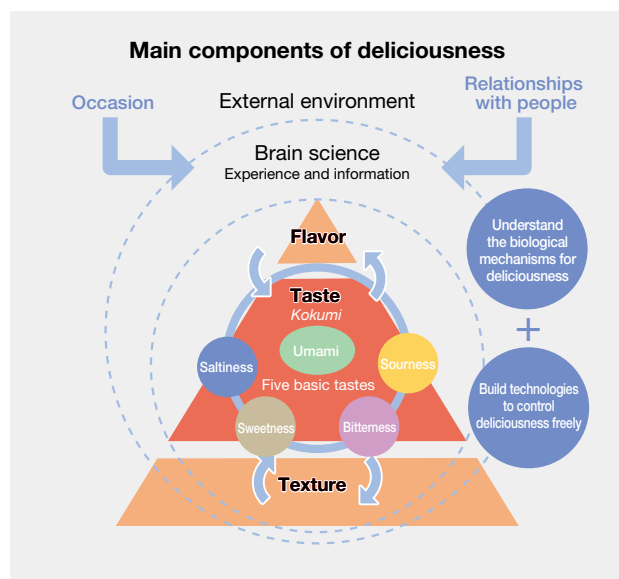 Main components of deliciousness
Occasion
External environment
Relationships
with people
Brain science
Experience and information
Understand
the biological
mechanisms for
deliciousness
+
Build technologies
to control
deliciousness freely
Flavor
Taste
Kokumi
Umami
Saltiness
Sourness
Five basic tastes
Sweetness
Bitterness
Texture